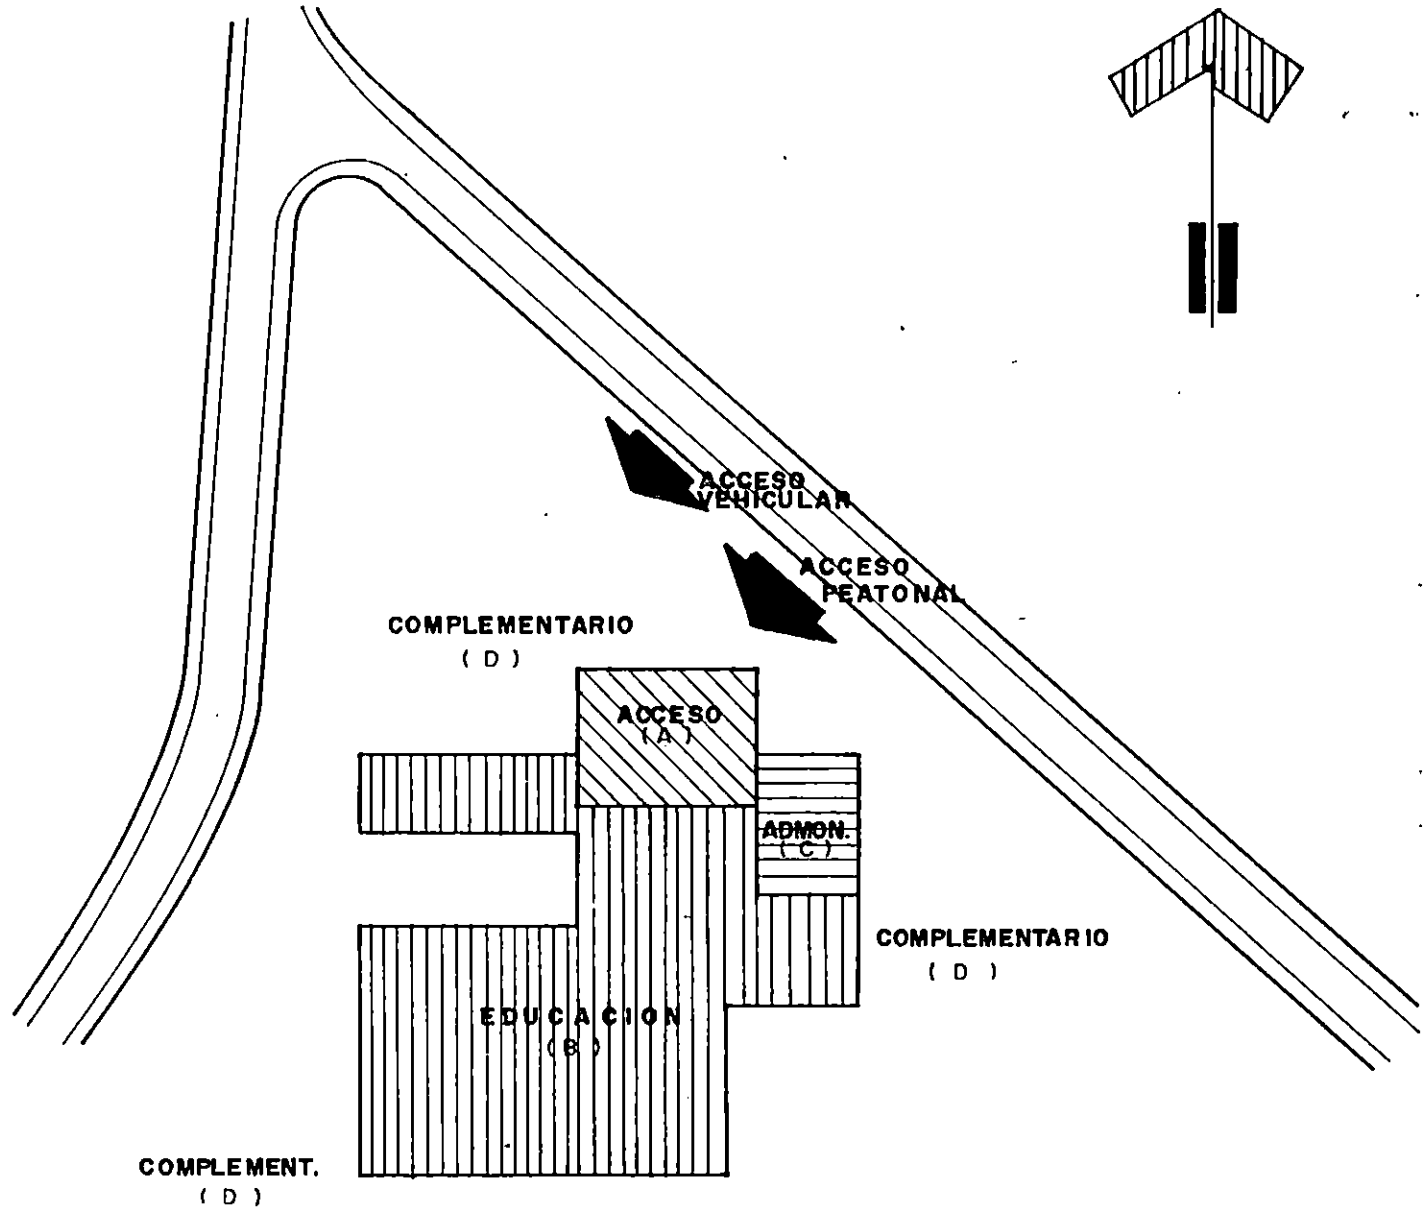 ACCESO
VEHICULAR
ACCESO
PEATONAL
COMPLEMENTARIO
( D )
ACCESO
( A )
ADMON.
( C )
COMPLEMENTARIO
( D )
EDUCACION
( B )
COMPLEMENT.
( D )